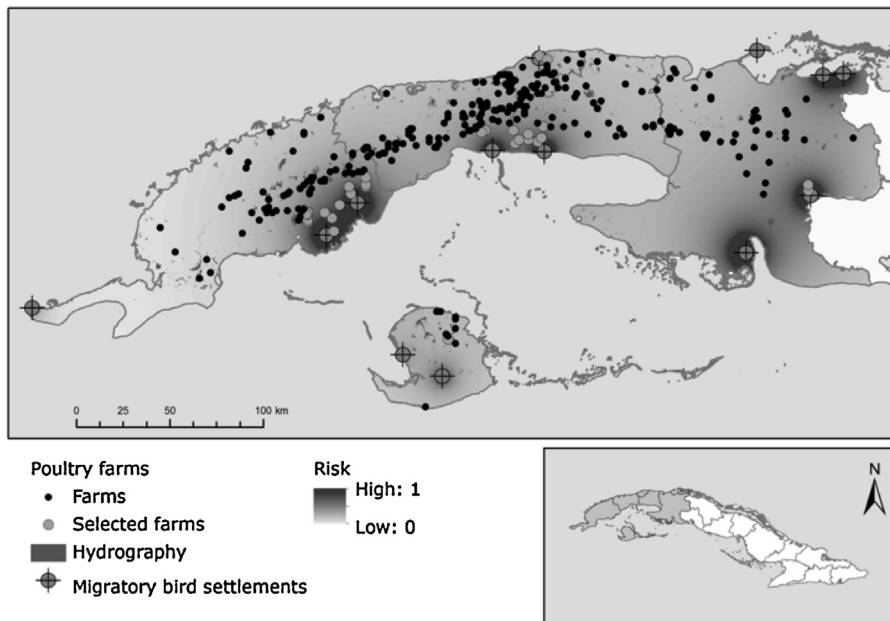 0 25 50 100 km
Poultry farms
Farms
Selected farms
Hydrography
Migratory bird settlements
Risk
High: 1
Low: 0
N